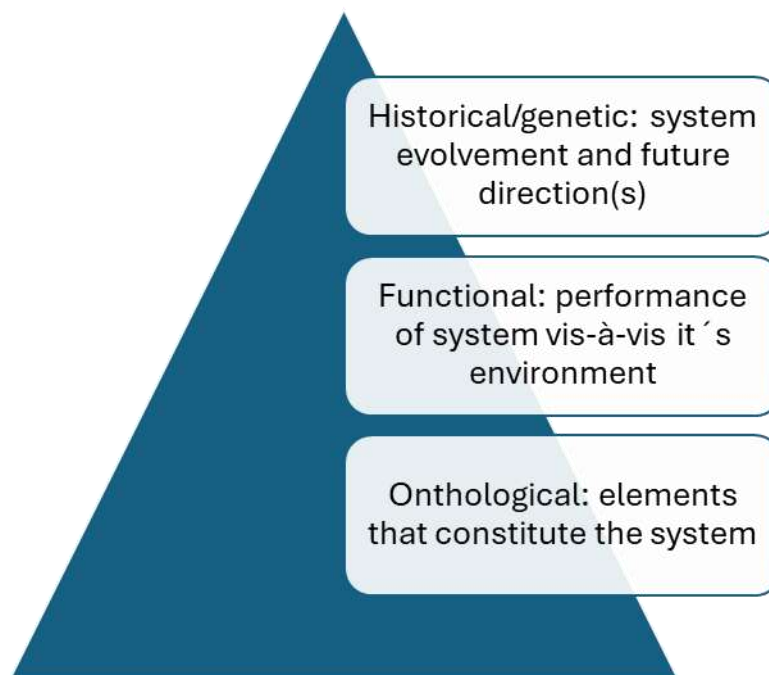 Historical/genetic: system
evolvement and future
direction(s)
Functional: performance
of system vis-à-vis it´s
environment
Onthological: elements
that constitute the system